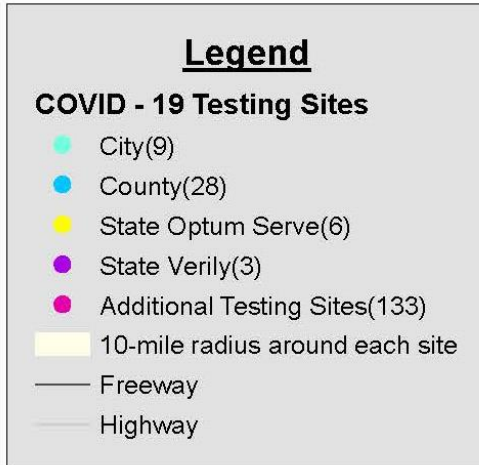 Legend
COVID - 19 Testing Sites
City(9)
County(28)
State Optum Serve(6)
State Verily(3)
Additional Testing Sites(133)
10-mile radius around each site
Freeway
Highway